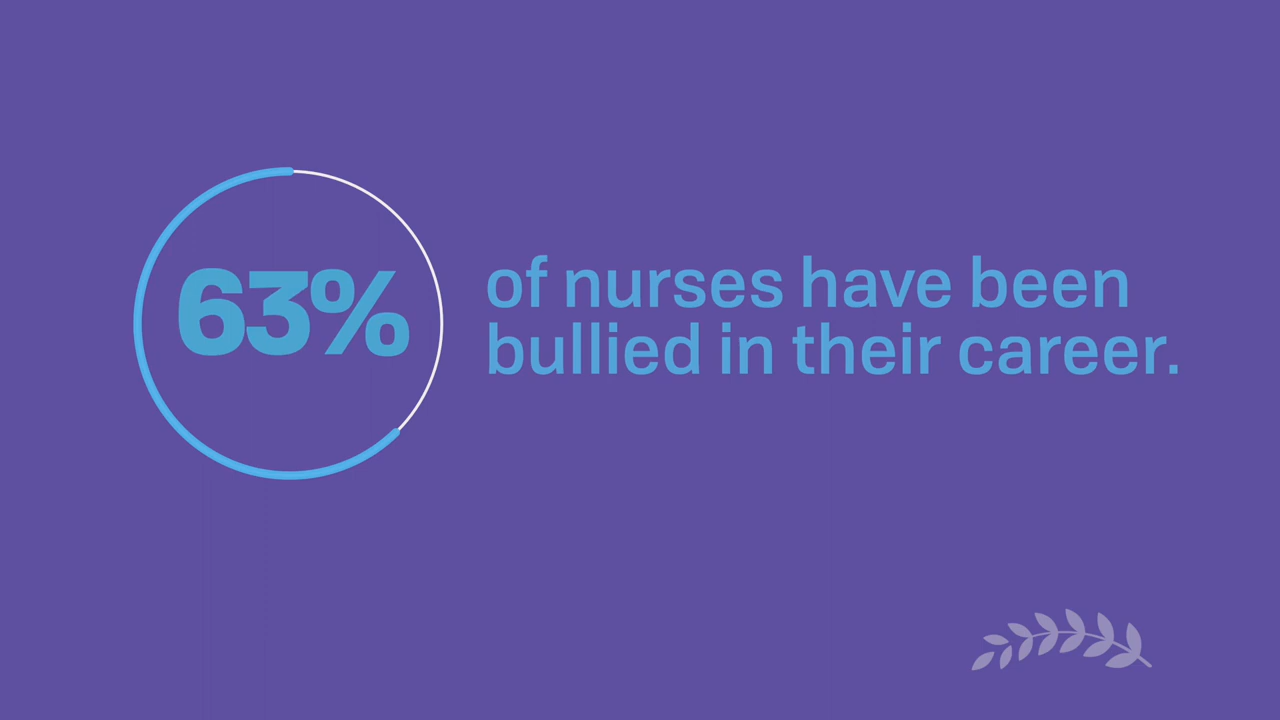 63%
of nurses have been
bullied in their career.